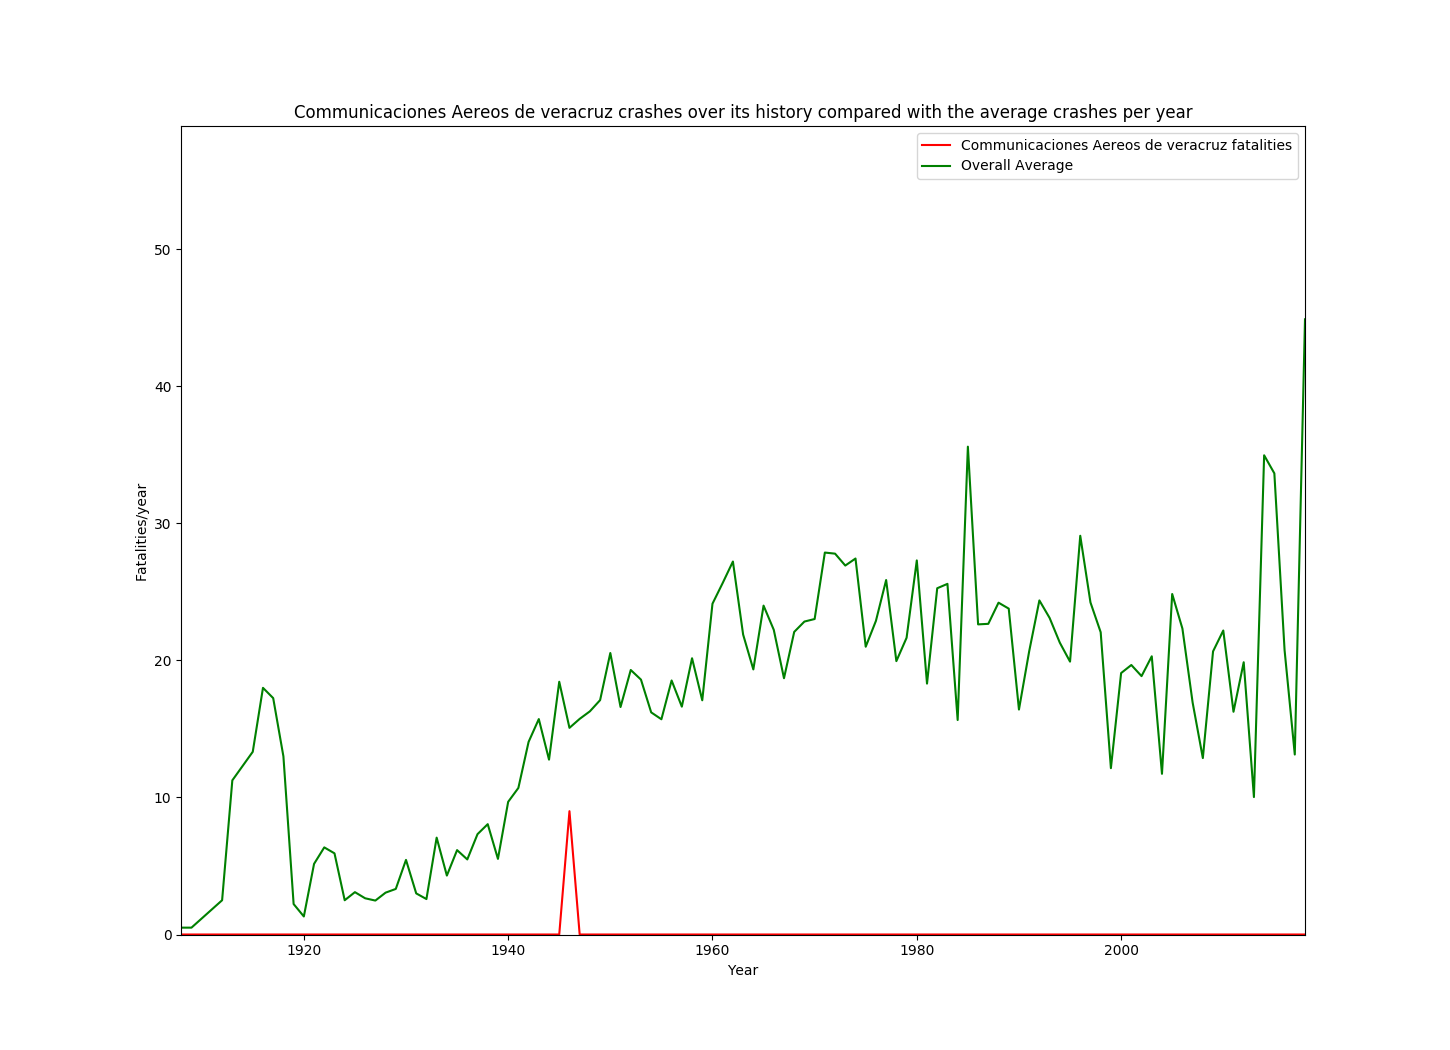 Communicaciones Aereos de veracruz crashes over its history compared with the average crashes per year
Communicaciones Aereos de veracruz fatalities
Overall Average
Fatalities/year
50
40
30
20
10
0
1920 1940 1960 1980 2000
Year